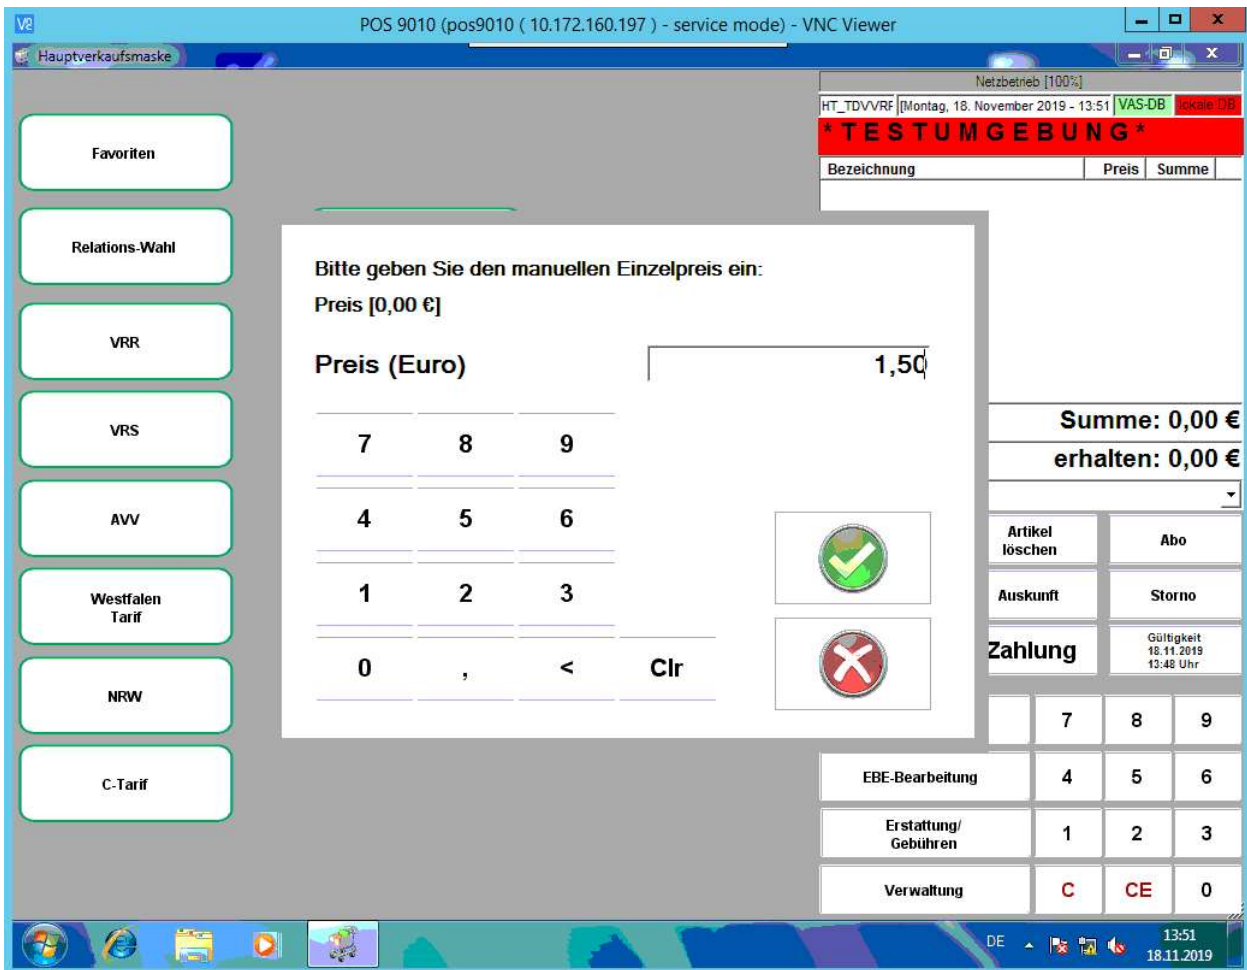 POS 9010 (pos9010 ( 10.172.160.197 ) - service mode) - VNC Viewer
Hauptverkaufsmaske
Netzbetrieb [100%]
HT_TDVVRF [Montag, 18. November 2019 - 13:51 VAS-DB lokale DB
* T E S T U M G E B U N G *
Bezeichnung Preis Summe
Favoriten
Relations-Wahl
VRR
VRS
AVV
Westfalen
Tarif
NRW
C-Tarif
Bitte geben Sie den manuellen Einzelpreis ein:
Preis [0,00 €]
Preis (Euro) 1,50
7 8 9
4 5 6
1 2 3
0 , < Clr
Summe: 0,00 €
erhalten: 0,00 €
Artikel
löschen
Abo
Auskunft
Storno
Zahlung
Gültigkeit
18.11.2019
13:48 Uhr
7 8 9
EBE-Bearbeitung 4 5 6
Erstattung/
Gebühren
1 2 3
Verwaltung C CE 0
DE
13:51
18.11.2019